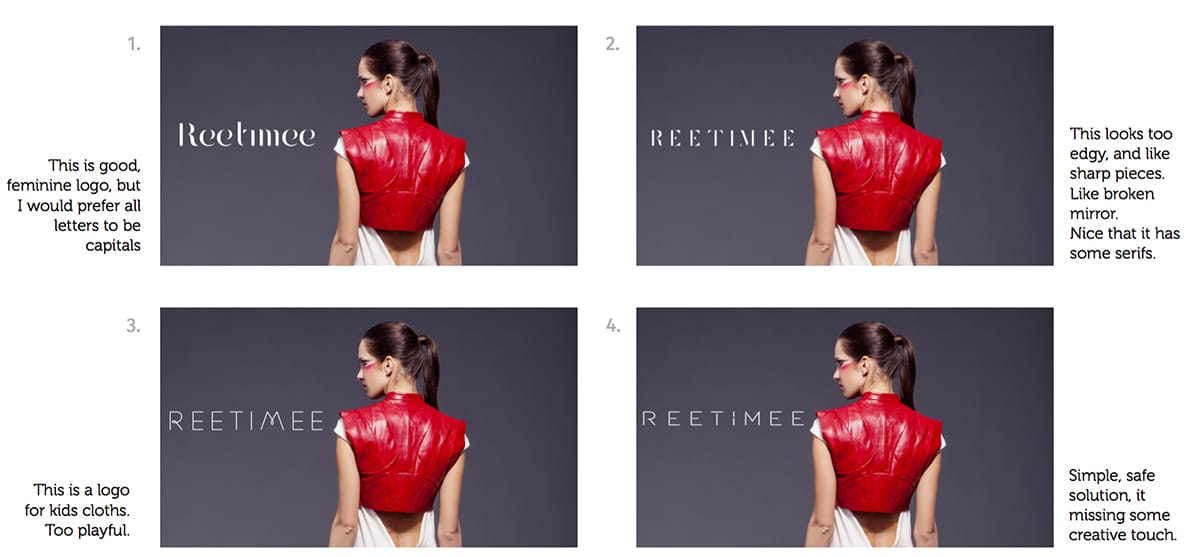 1.
Reetimee
This is good,
feminine logo, but
I would prefer all
letters to be
capitals
2.
REETIMEE
This looks too
edgy, and like
sharp pieces.
Like broken
mirror.
Nice that it has
some serifs.
3.
REETIMEE
This is a logo
for kids cloths.
Too playful.
4.
REETIMEE
Simple, safe
solution, it
missing some
creative touch.